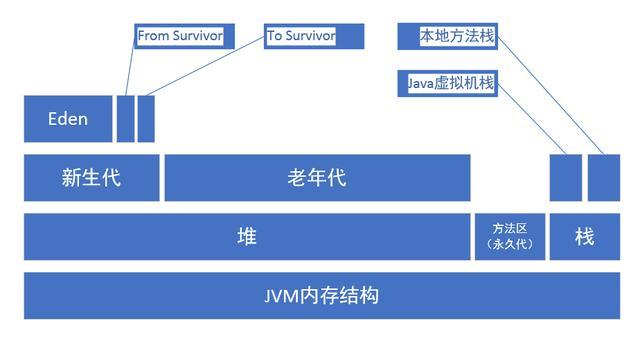 From Survivor
To Survivor
本地方法栈
Java虚拟机栈
Eden
新生代
老年代
堆
方法区
（永久代）
栈
JVM内存结构